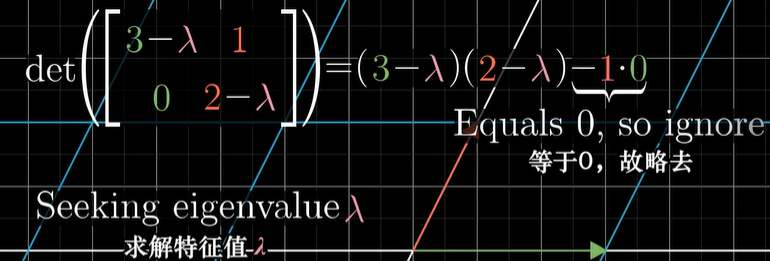 det([3−λ 1
0 2−λ])=(3−λ)(2−λ)−1·0
Equals 0, so ignore
等于0，故略去
Seeking eigenvalue λ
求解特征值 λ